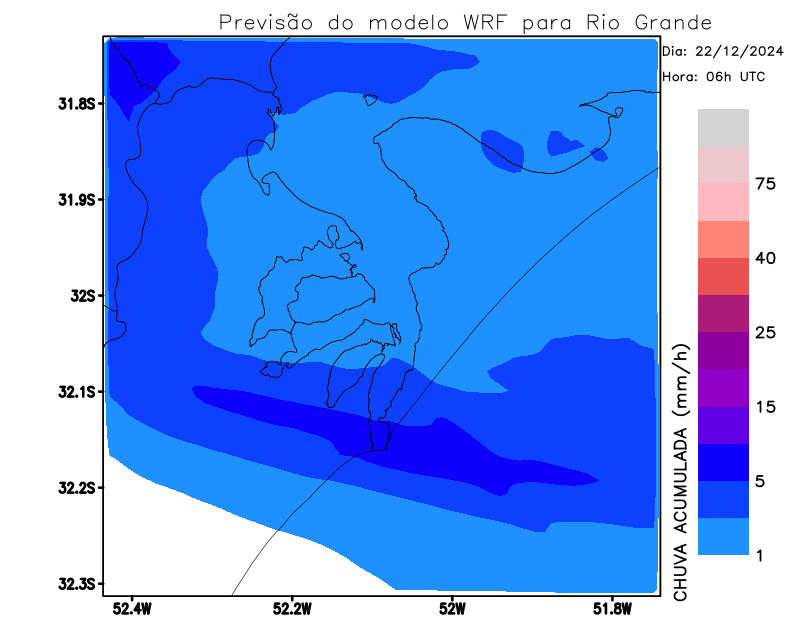 Previsão do modelo WRF para Rio Grande
Dia: 22/12/2024
Hora: 06h UTC
31.8S
31.9S
32S
32.1S
32.2S
32.3S
52.4W
52.2W
52W
51.8W
75
40
25
15
5
1
CHUVA ACUMULADA (mm/h)